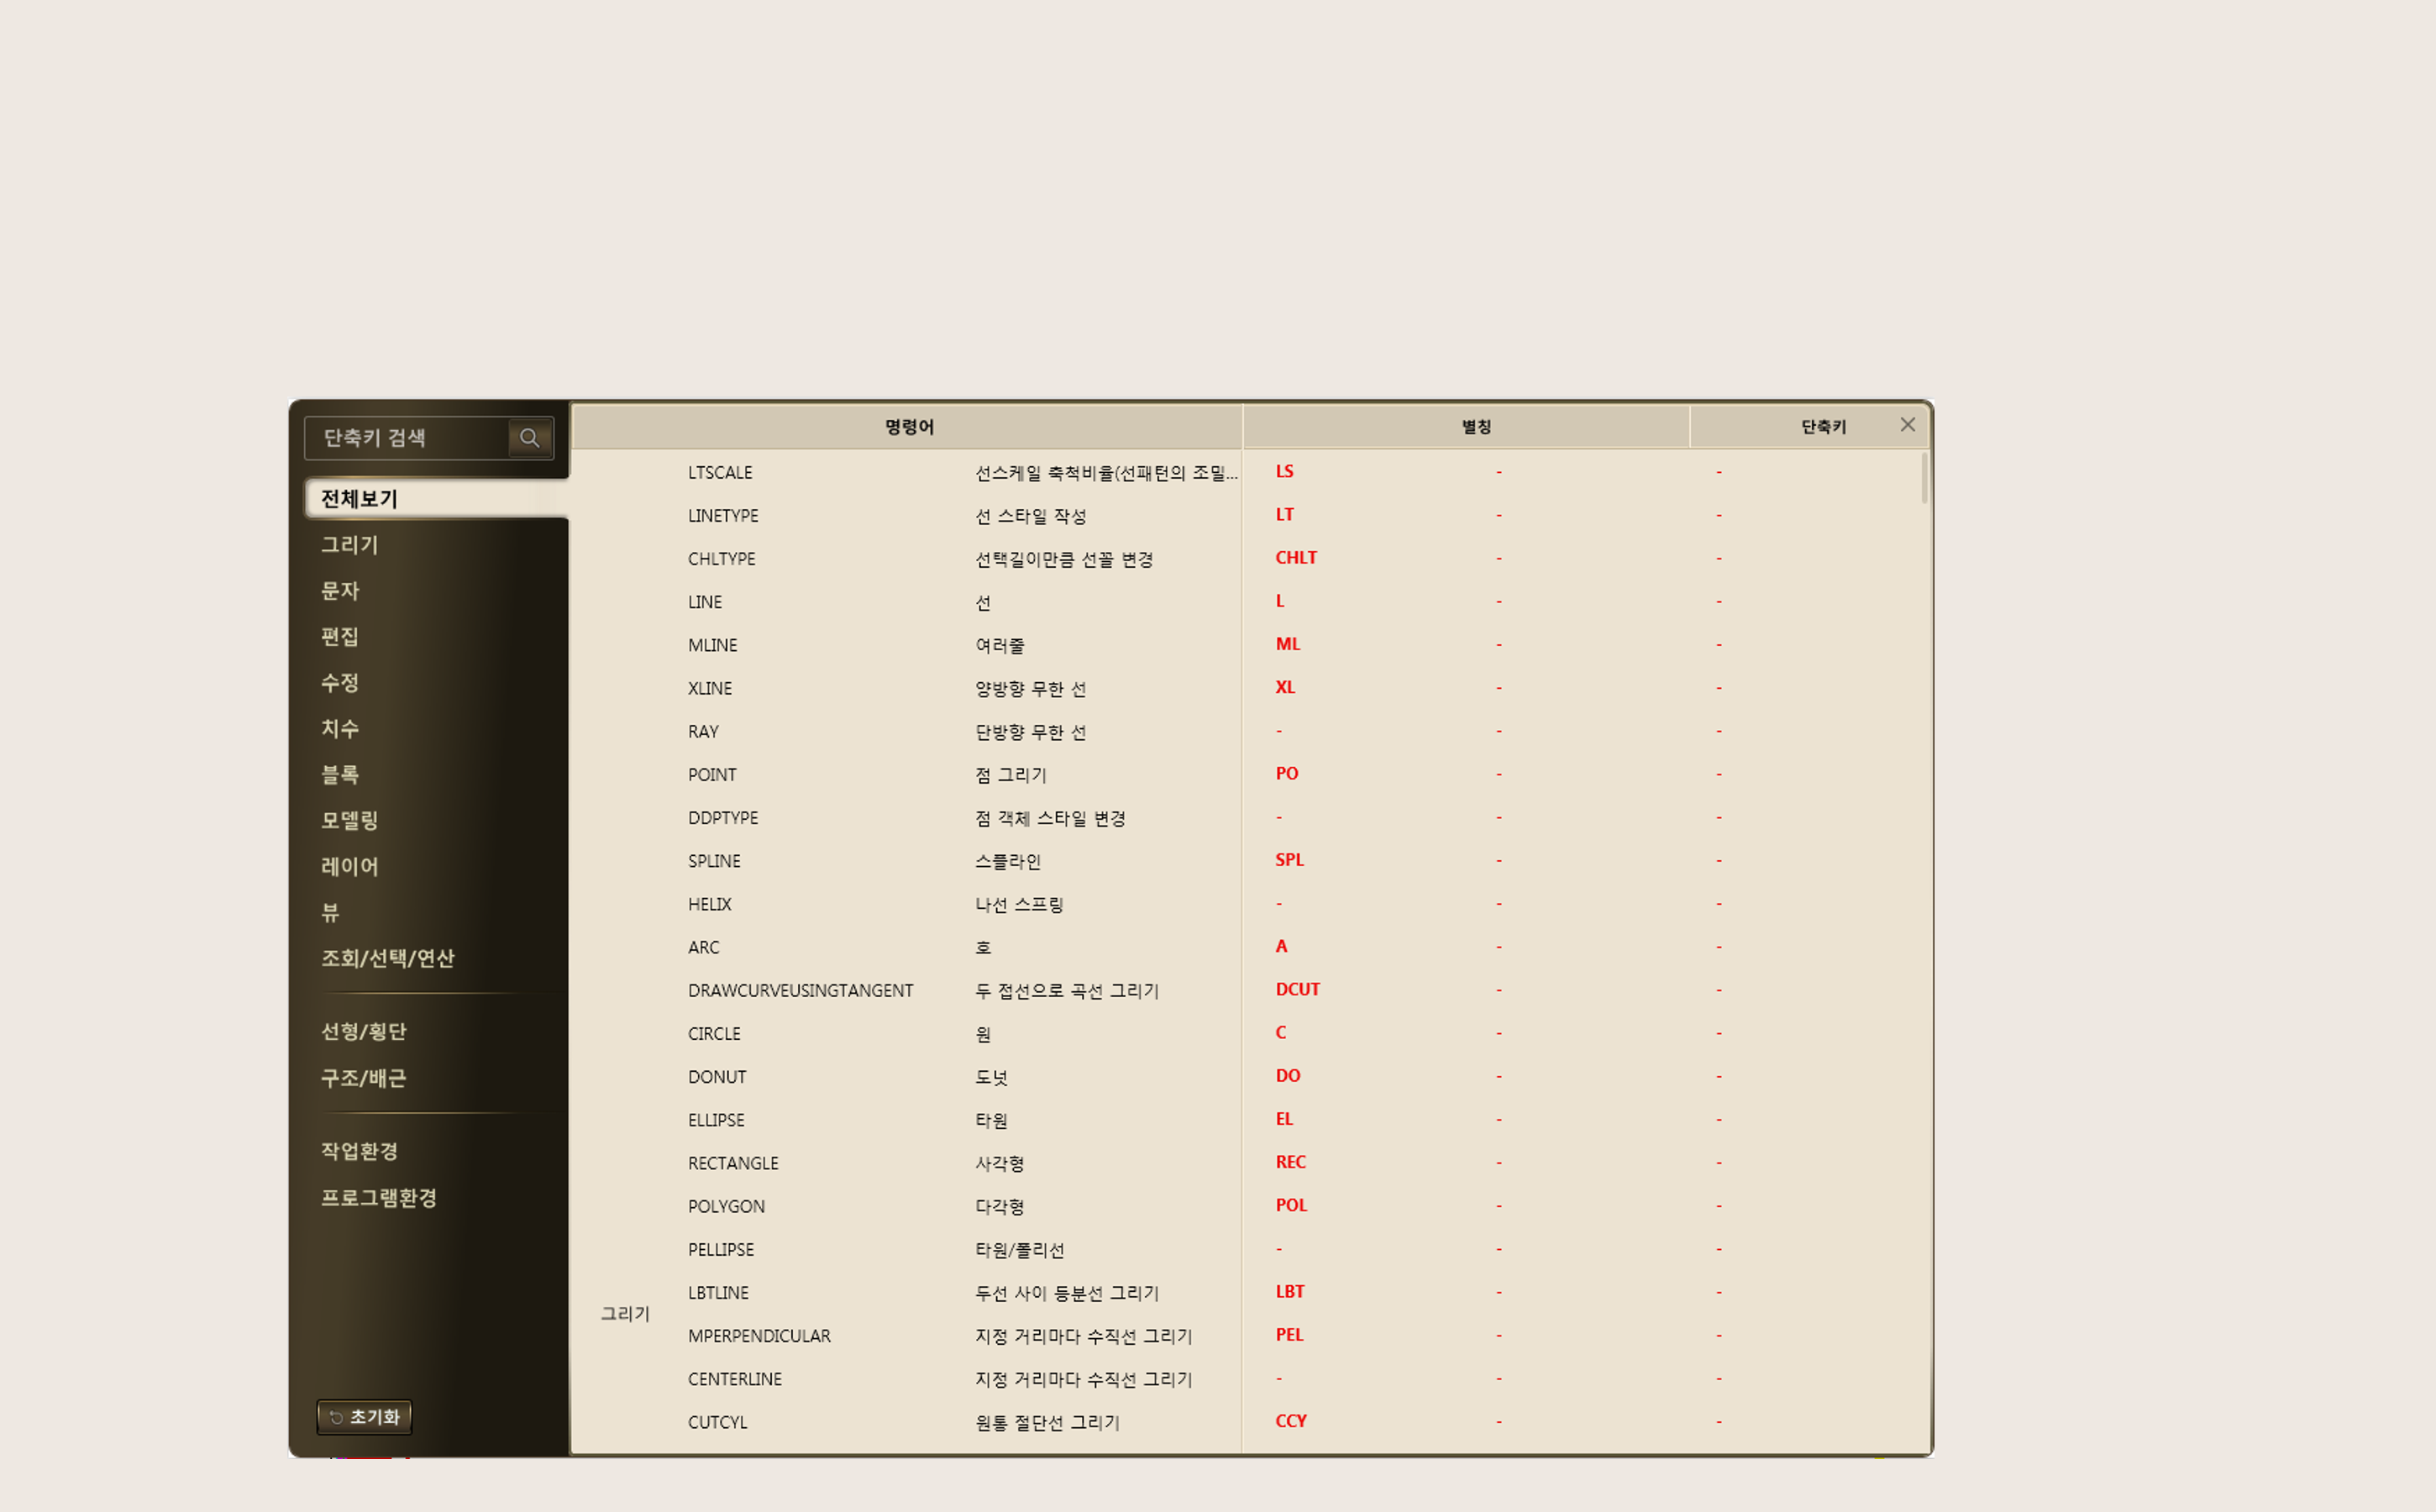 단축키 검색
전체보기
그리기
문자
편집
수정
치수
블록
모델링
레이어
뷰
조회/선택/연산
선형/횡단
구조/배근
작업환경
프로그램환경
초기화
명령어 별칭 단축키
그리기
LTSCALE 선스케일 축척비율(선패턴의 조밀... LS - -
LINETYPE 선 스타일 작성 LT - -
CHLTYPE 선택길이만큼 선꼴 변경 CHLT - -
LINE 선 L - -
MLINE 여러줄 ML - -
XLINE 양방향 무한 선 XL - -
RAY 단방향 무한 선 - - -
POINT 점 그리기 PO - -
DDPTYPE 점 객체 스타일 변경 - - -
SPLINE 스플라인 SPL - -
HELIX 나선 스프링 - - -
ARC 호 A - -
DRAWCURVEUSINGTANGENT 두 접선으로 곡선 그리기 DCUT - -
CIRCLE 원 C - -
DONUT 도넛 DO - -
ELLIPSE 타원 EL - -
RECTANGLE 사각형 REC - -
POLYGON 다각형 POL - -
PELLIPSE 타원/폴리선 - - -
LBTLINE 두선 사이 등분선 그리기 LBT - -
MPERPENDICULAR 지정 거리마다 수직선 그리기 PEL - -
CENTERLINE 지정 거리마다 수직선 그리기 - - -
CUTCYL 원통 절단선 그리기 CCY - -